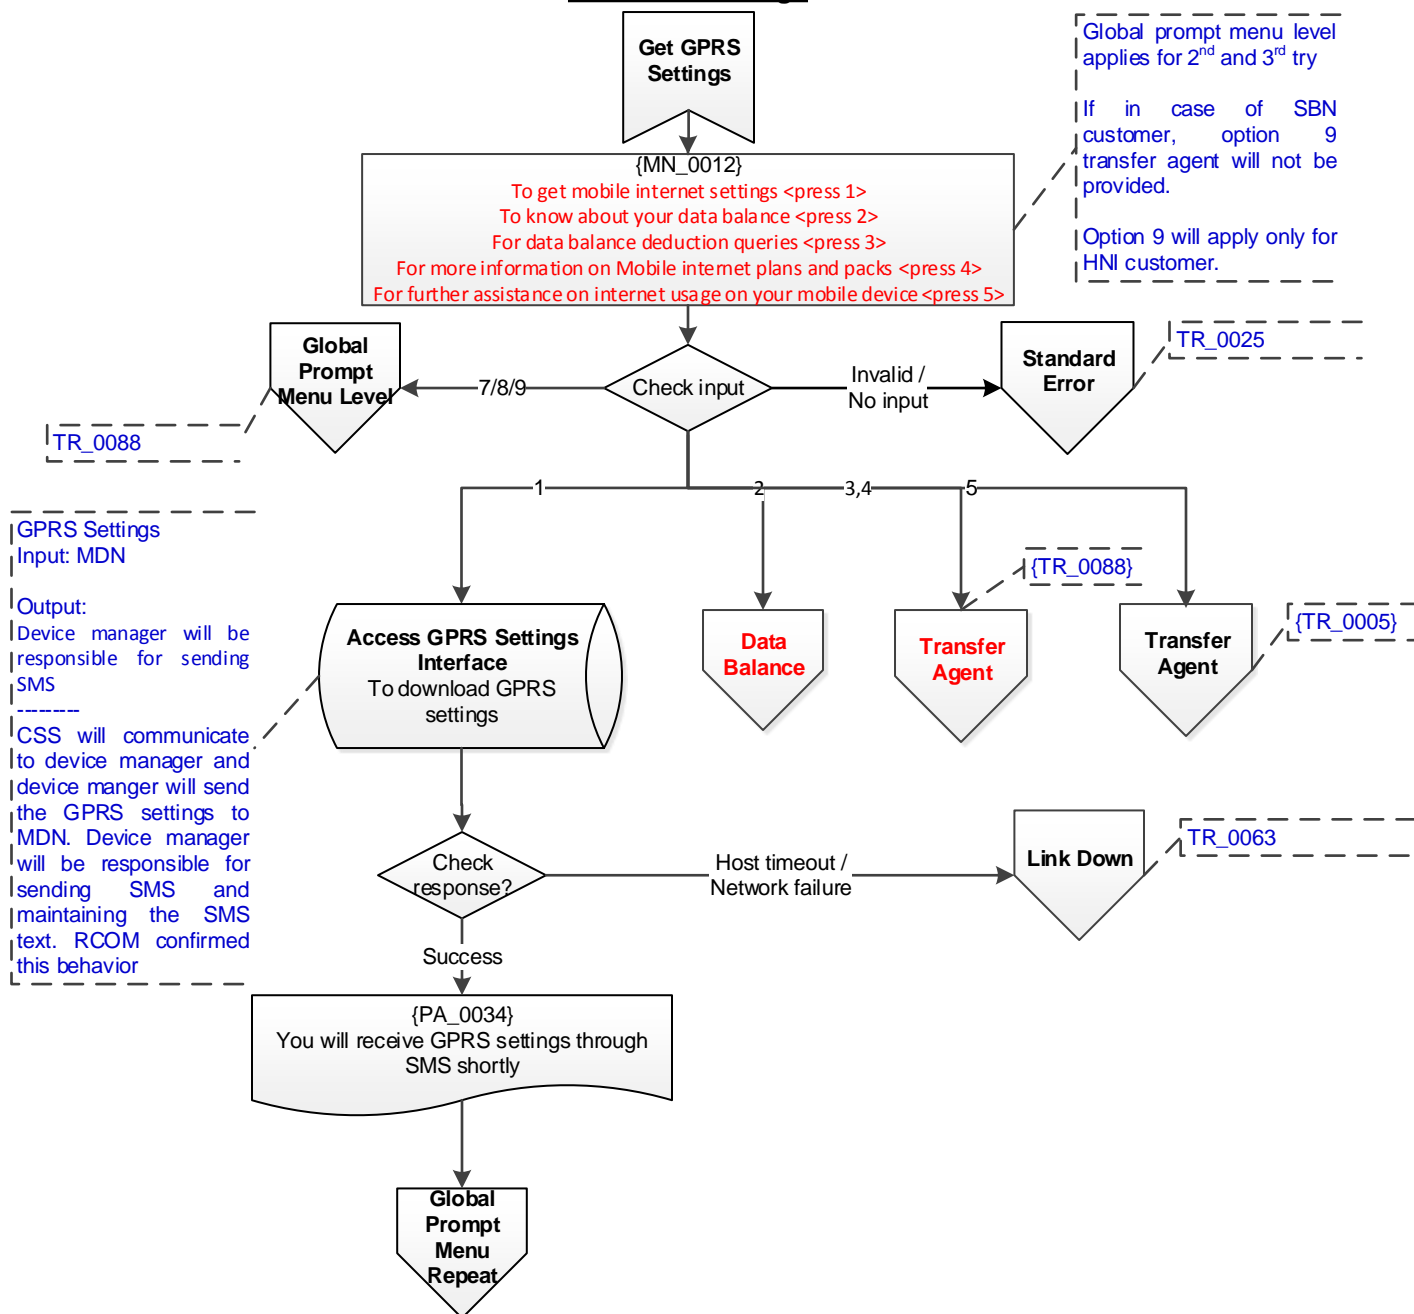 Get GPRS
Settings
Global prompt menu level
applies for 2nd and 3rd try
If in case of SBN
customer, option 9
transfer agent will not be
provided.
Option 9 will apply only for
HNI customer.
{MN_0012}
To get mobile internet settings <press 1>
To know about your data balance <press 2>
For data balance deduction queries <press 3>
For more information on Mobile internet plans and packs <press 4>
For further assistance on internet usage on your mobile device <press 5>
Global
Prompt
Menu Level
7/8/9
Check input
Invalid /
No input
Standard
Error
TR_0025
TR_0088
1
2
3,4
5
GPRS Settings
Input: MDN
Output:
Device manager will be
responsible for sending
SMS
---------
CSS will communicate
to device manager and
device manger will send
the GPRS settings to
MDN. Device manager
will be responsible for
sending SMS and
maintaining the SMS
text. RCOM confirmed
this behavior
Access GPRS Settings
Interface
To download GPRS
settings
Data
Balance
{TR_0088}
Transfer
Agent
Transfer
Agent
{TR_0005}
Check
response?
Host timeout /
Network failure
Link Down
TR_0063
Success
{PA_0034}
You will receive GPRS settings through
SMS shortly
Global
Prompt
Menu
Repeat